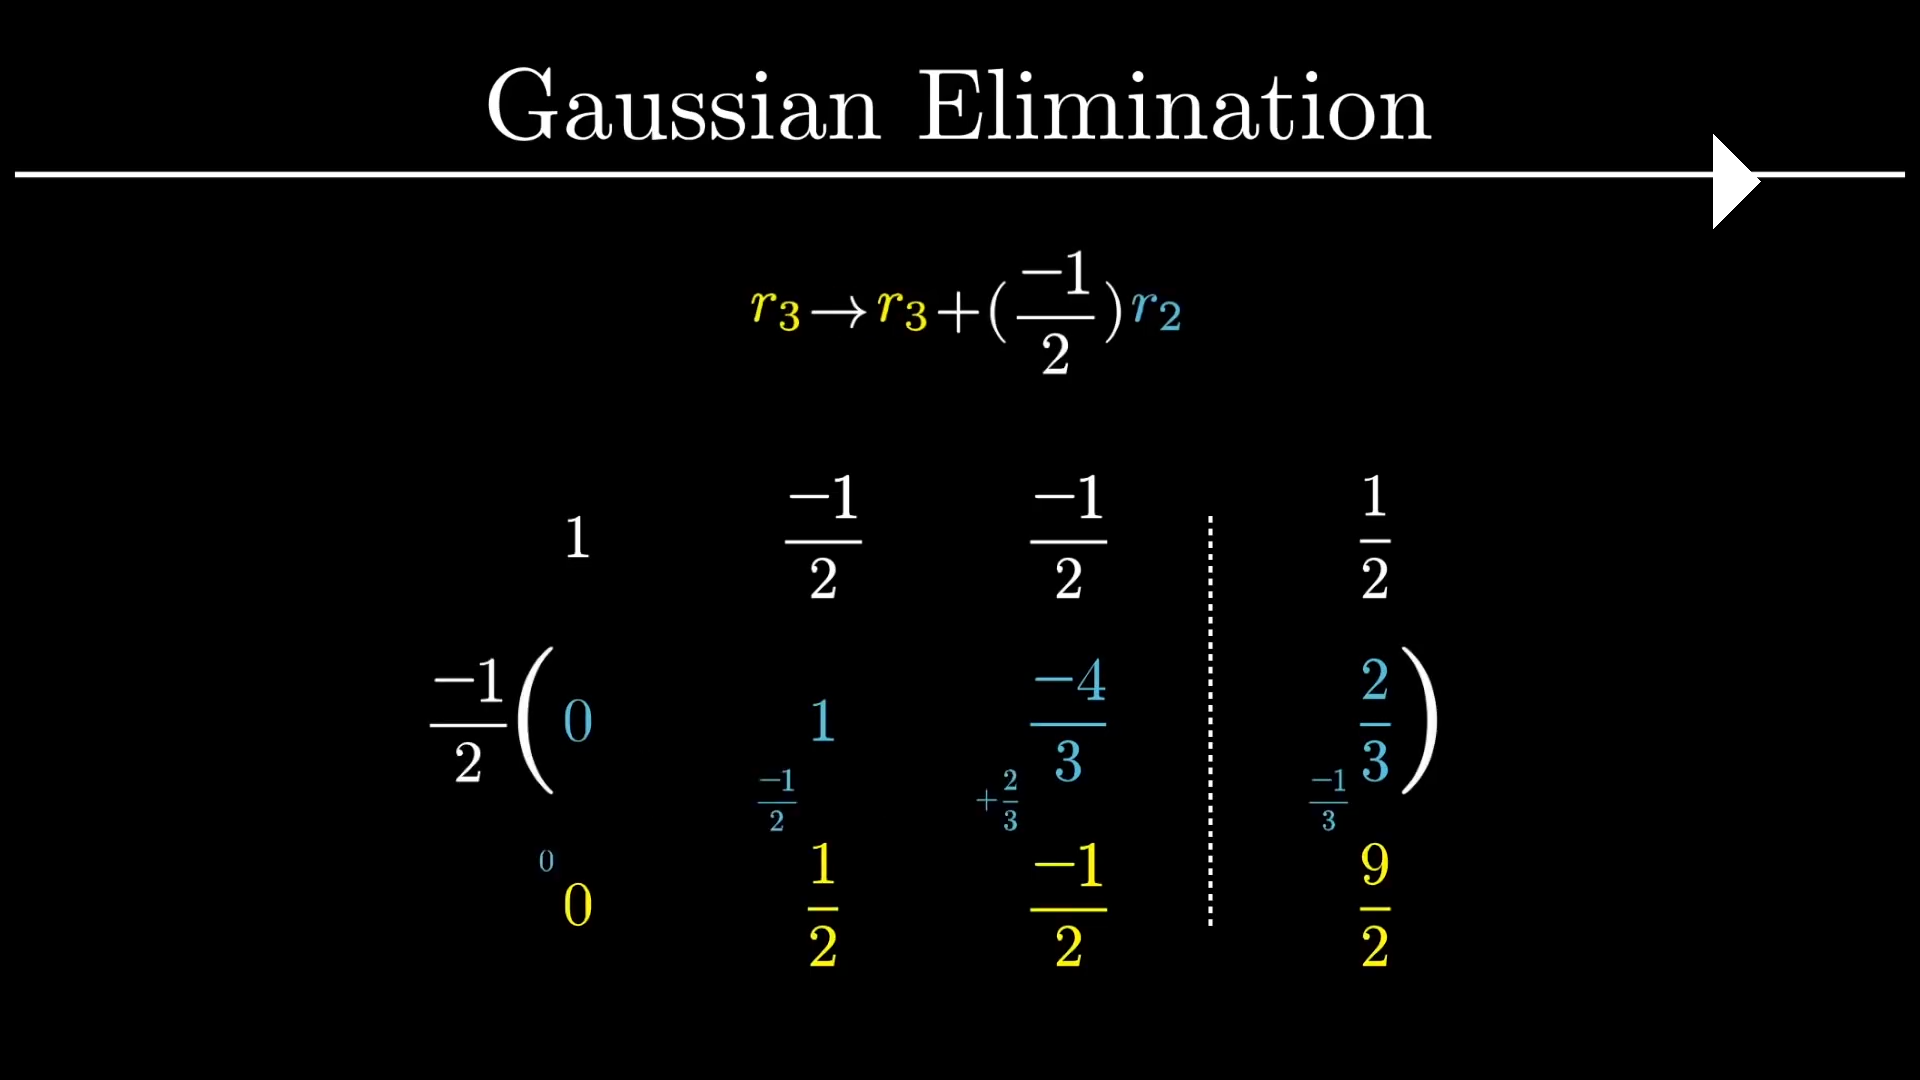 Gaussian Elimination
r₃→r₃+(−1/2)r₂
1 −1/2 −1/2 1/2
−1/2(0 1 −4/3 2/3)
0 −1/2 +2/3 −1/3
0 1/2 −1/2 9/2